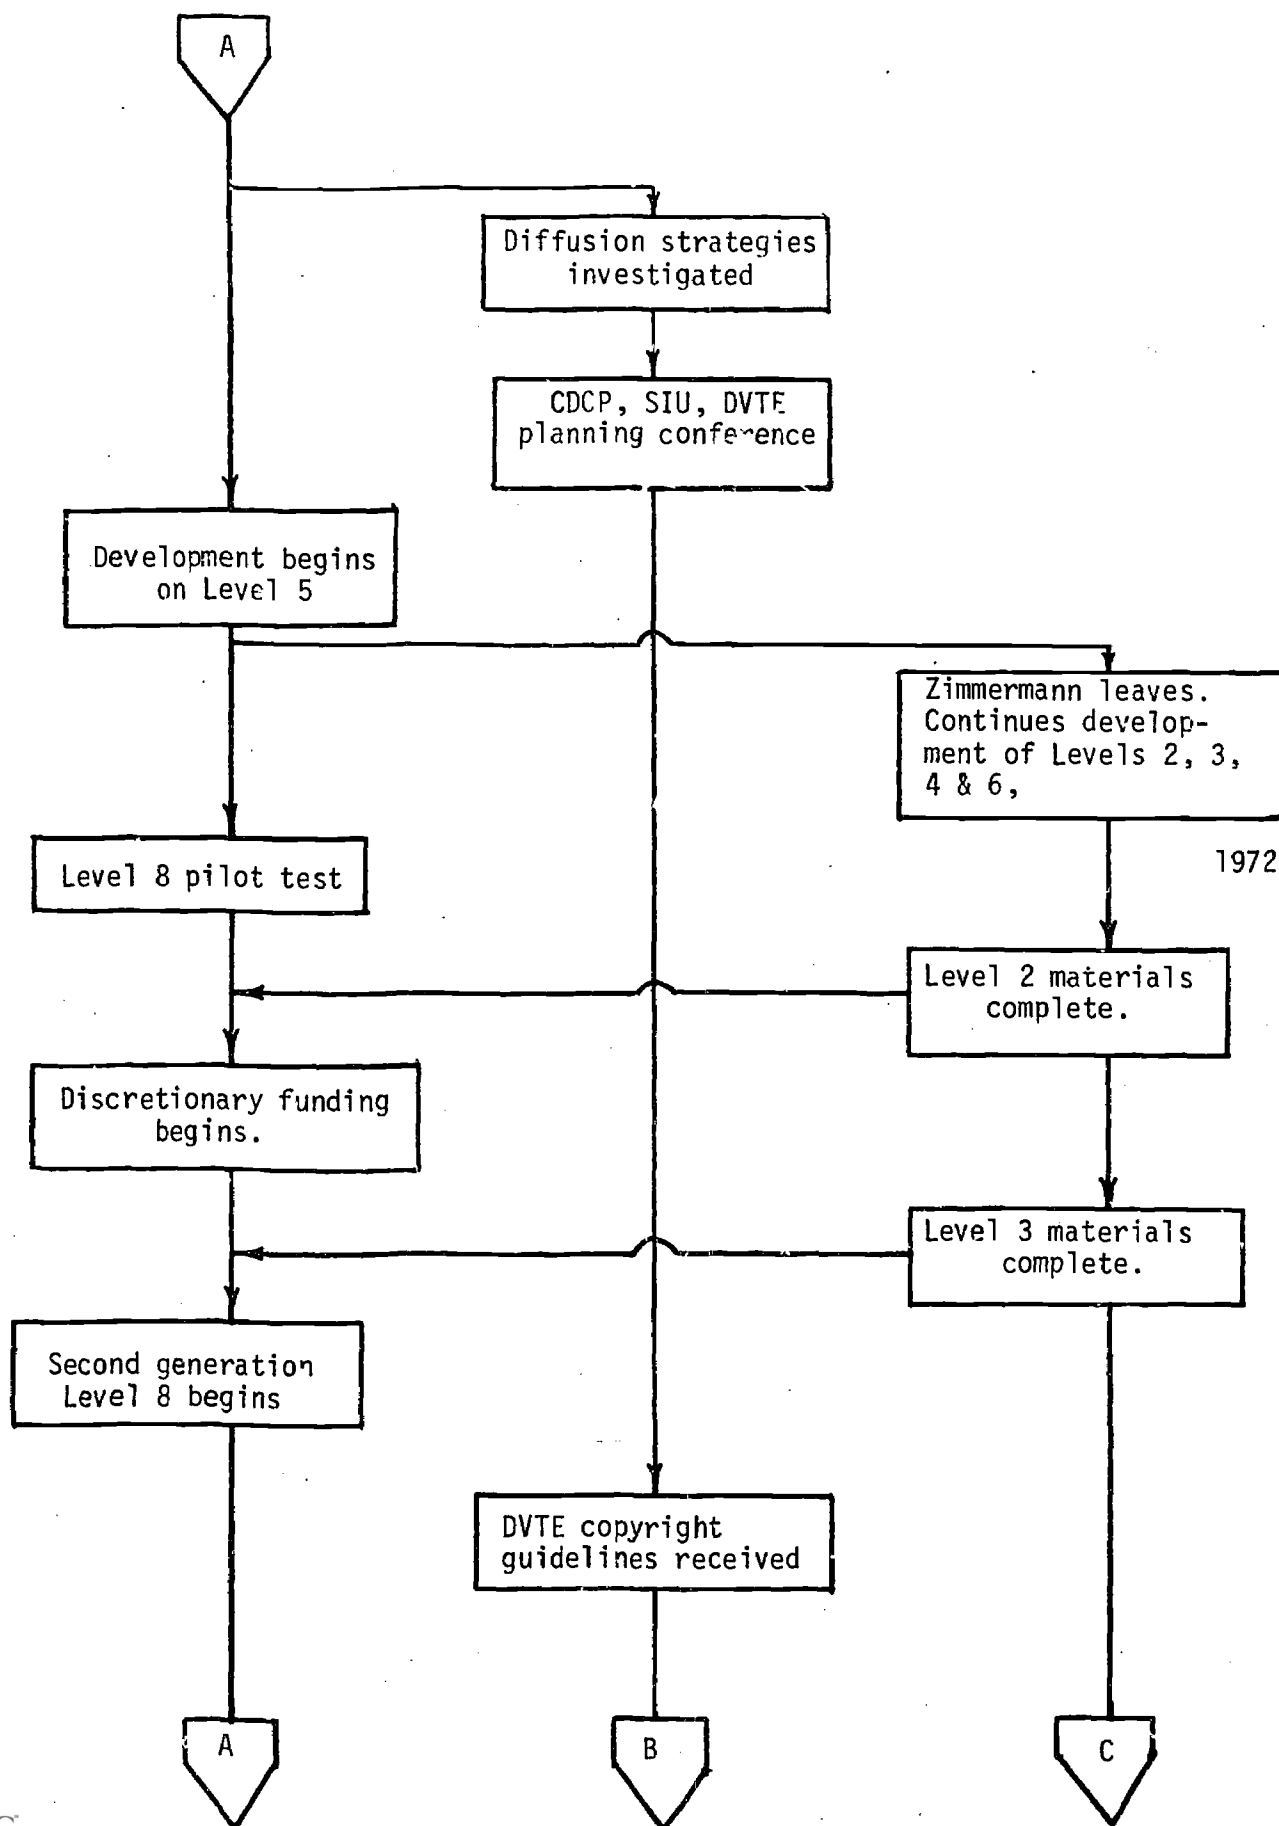 A
Diffusion strategies
investigated
CDCP, SIU, DVTE
planning conference
Development begins
on Level 5
Zimmermann leaves.
Continues develop-
ment of Levels 2, 3,
4 & 6,
1972
Level 8 pilot test
Level 2 materials
complete.
Discretionary funding
begins.
Level 3 materials
complete.
Second generation
Level 8 begins
DVTE copyright
guidelines received
A
B
C